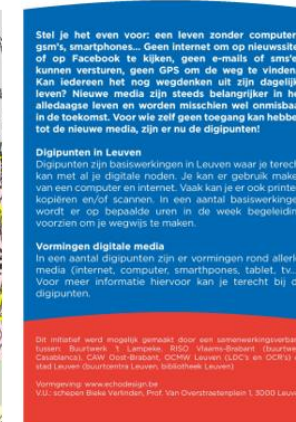 Stel je het even voor: een leven zonder computer
gsm's, smartphones... Geen internet om op nieuwssite
of op Facebook te kijken, geen e-mails of sms'e
kunnen versturen, geen GPS om de weg te vinden
Kan iedereen het nog wegdenken uit zijn dagelijk
leven? Nieuwe media zijn steeds belangrijker in he
alledaagse leven en worden misschien wel onmisbaa
in de toekomst. Voor wie zelf geen toegang kan hebbe
tot de nieuwe media, zijn er nu de digipunten!
Digipunten in Leuven
Digipunten zijn basiswerkingen in Leuven waar je terech
kan met al je digitale noden. Je kan er gebruik make
van een computer en internet. Vaak kan je er ook printe
kopiëren en/of scannen. In een aantal basiswerkinge
wordt er op bepaalde uren in de week begeleidin
voorzien om je wegwijs te maken.
Vormingen digitale media
In een aantal digipunten zijn er vormingen rond allerle
media (internet, computer, smarthpones, tablet, tv...
Voor meer informatie hiervoor kan je terecht bij d
digipunten.
Dit initiatief werd mogelijk gemaakt door een samenwerkingsverban
tussen: Buurtwerk 't Lampeke, RISO Vlaams-Brabant (buurtwer
Casablanca), CAW Oost-Brabant, OCMW Leuven (LDC's en OCR's) e
stad Leuven (buurtcentra Leuven, bibliotheek Leuven)
Vormgeving: www.echodesign.be
V.U.: schepen Bieke Verlinden, Prof. Van Overstraetenplein 1, 3000 Leuve